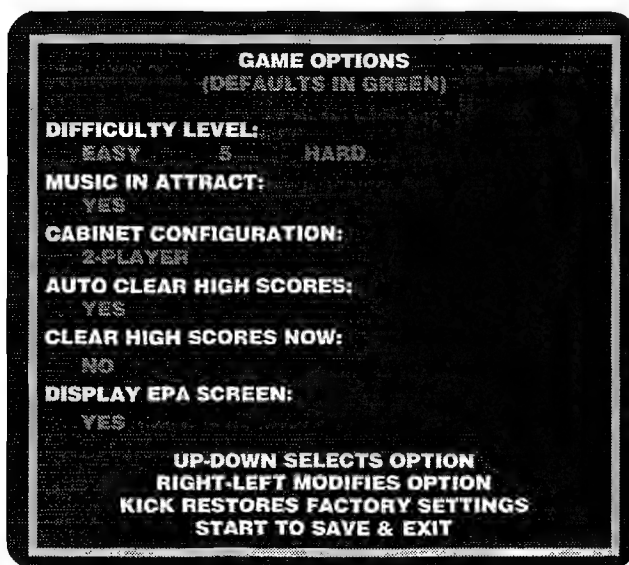 GAME OPTIONS
(DEFAULTS IN GREEN)
DIFFICULTY LEVEL:
EASY 5 HARD
MUSIC IN ATTRACT:
YES
CABINET CONFIGURATION:
2-PLAYER
AUTO CLEAR HIGH SCORES:
YES
CLEAR HIGH SCORES NOW:
NO
DISPLAY EPA SCREEN:
YES
UP-DOWN SELECTS OPTION
RIGHT-LEFT MODIFIES OPTION
KICK RESTORES FACTORY SETTINGS
START TO SAVE & EXIT